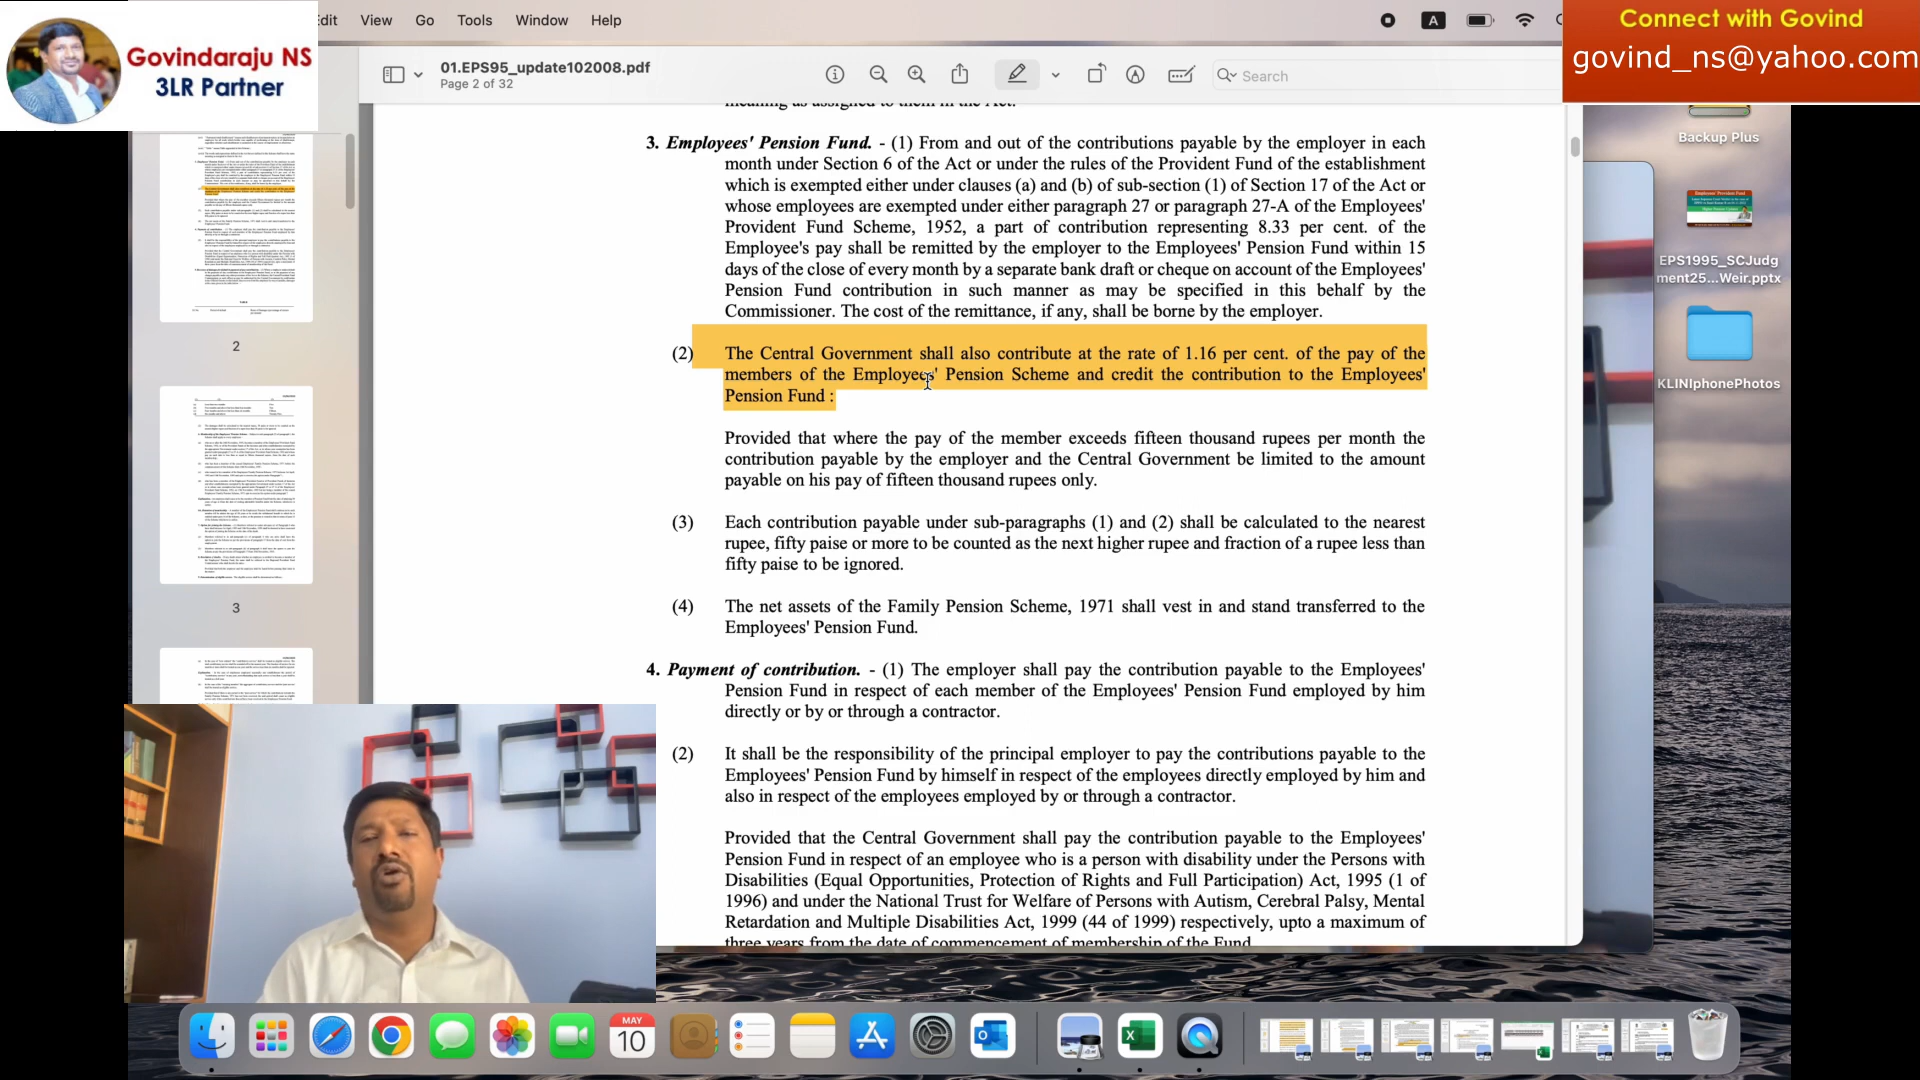 Edit View Go Tools Window Help
A
Govindaraju NS
3LR Partner
Connect with Govind
govind_ns@yahoo.com
01.EPS95_update102008.pdf
Page 2 of 32
Search
Backup Plus
EPS1995_SCJudg
ment25...Weir.pptx
KLINIphonePhotos
2
3
meaning as assigned to them in the Act.
3. Employees' Pension Fund. - (1) From and out of the contributions payable by the employer in each
month under Section 6 of the Act or under the rules of the Provident Fund of the establishment
which is exempted either under clauses (a) and (b) of sub-section (1) of Section 17 of the Act or
whose employees are exempted under either paragraph 27 or paragraph 27-A of the Employees'
Provident Fund Scheme, 1952, a part of contribution representing 8.33 per cent. of the
Employee's pay shall be remitted by the employer to the Employees' Pension Fund within 15
days of the close of every month by a separate bank draft or cheque on account of the Employees'
Pension Fund contribution in such manner as may be specified in this behalf by the
Commissioner. The cost of the remittance, if any, shall be borne by the employer.
(2) The Central Government shall also contribute at the rate of 1.16 per cent. of the pay of the
members of the Employees' Pension Scheme and credit the contribution to the Employees'
Pension Fund :
Provided that where the pay of the member exceeds fifteen thousand rupees per month the
contribution payable by the employer and the Central Government be limited to the amount
payable on his pay of fifteen thousand rupees only.
(3) Each contribution payable under sub-paragraphs (1) and (2) shall be calculated to the nearest
rupee, fifty paise or more to be counted as the next higher rupee and fraction of a rupee less than
fifty paise to be ignored.
(4) The net assets of the Family Pension Scheme, 1971 shall vest in and stand transferred to the
Employees' Pension Fund.
4. Payment of contribution. - (1) The employer shall pay the contribution payable to the Employees'
Pension Fund in respect of each member of the Employees' Pension Fund employed by him
directly or by or through a contractor.
(2) It shall be the responsibility of the principal employer to pay the contributions payable to the
Employees' Pension Fund by himself in respect of the employees directly employed by him and
also in respect of the employees employed by or through a contractor.
Provided that the Central Government shall pay the contribution payable to the Employees'
Pension Fund in respect of an employee who is a person with disability under the Persons with
Disabilities (Equal Opportunities, Protection of Rights and Full Participation) Act, 1995 (1 of
1996) and under the National Trust for Welfare of Persons with Autism, Cerebral Palsy, Mental
Retardation and Multiple Disabilities Act, 1999 (44 of 1999) respectively, upto a maximum of
three years from the date of commencement of membership of the Fund.
MAY
10